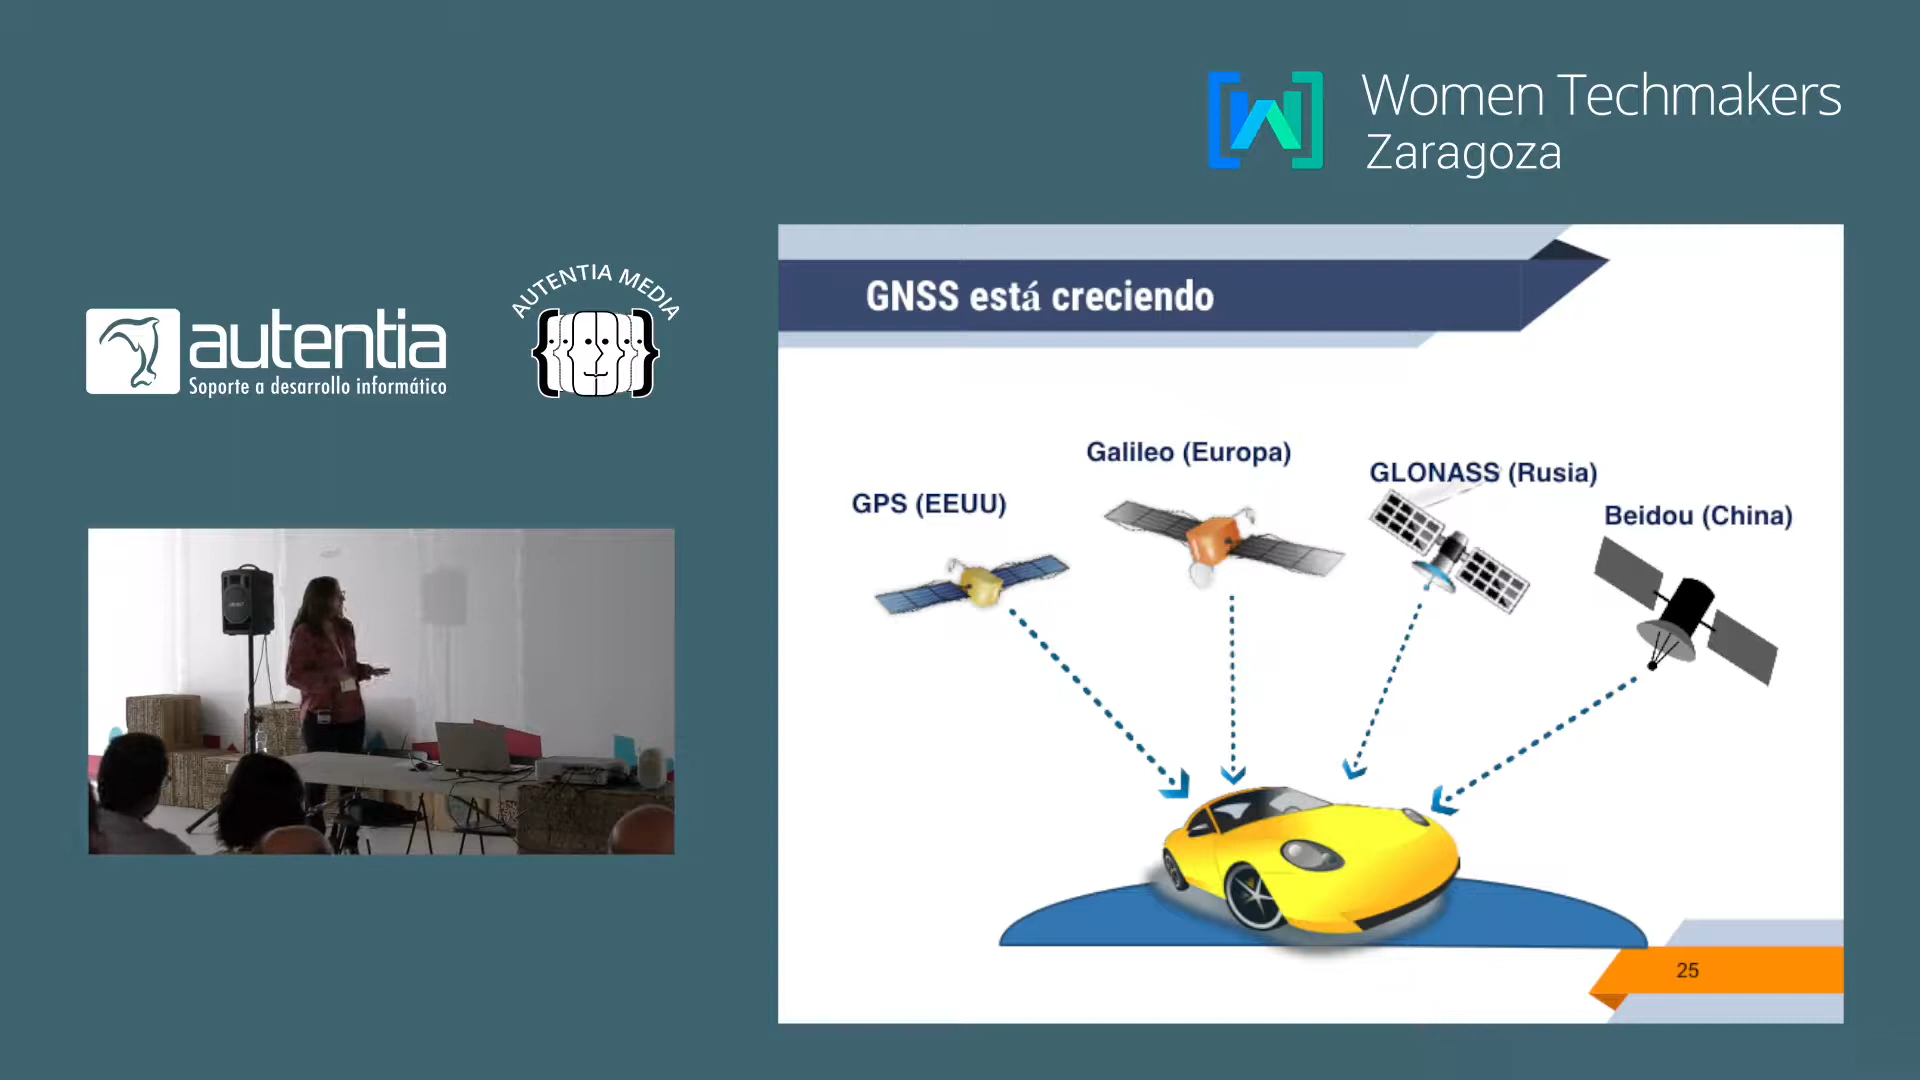 Women Techmakers
Zaragoza
AUTENTIA MEDIA
autentia
Soporte a desarrollo informático
GNSS está creciendo
Galileo (Europa)
GLONASS (Rusia)
GPS (EEUU)
Beidou (China)
25